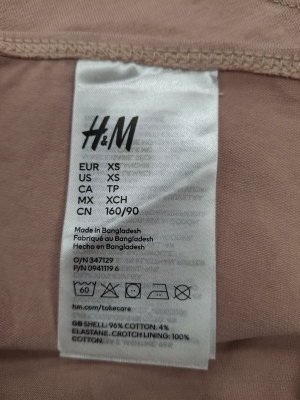 H&M
EUR XS
US XS
CA TP
MX XCH
CN 160/90
Made in Bangladesh
Fabriqué au Bangladesh
Hecho en Bangladesh
O/N 347129
P/N 0941119 6
60
hm.com/takecare
GB SHELL: 96% COTTON. 4%
ELASTANE. CROTCH LINING: 100%
COTTON